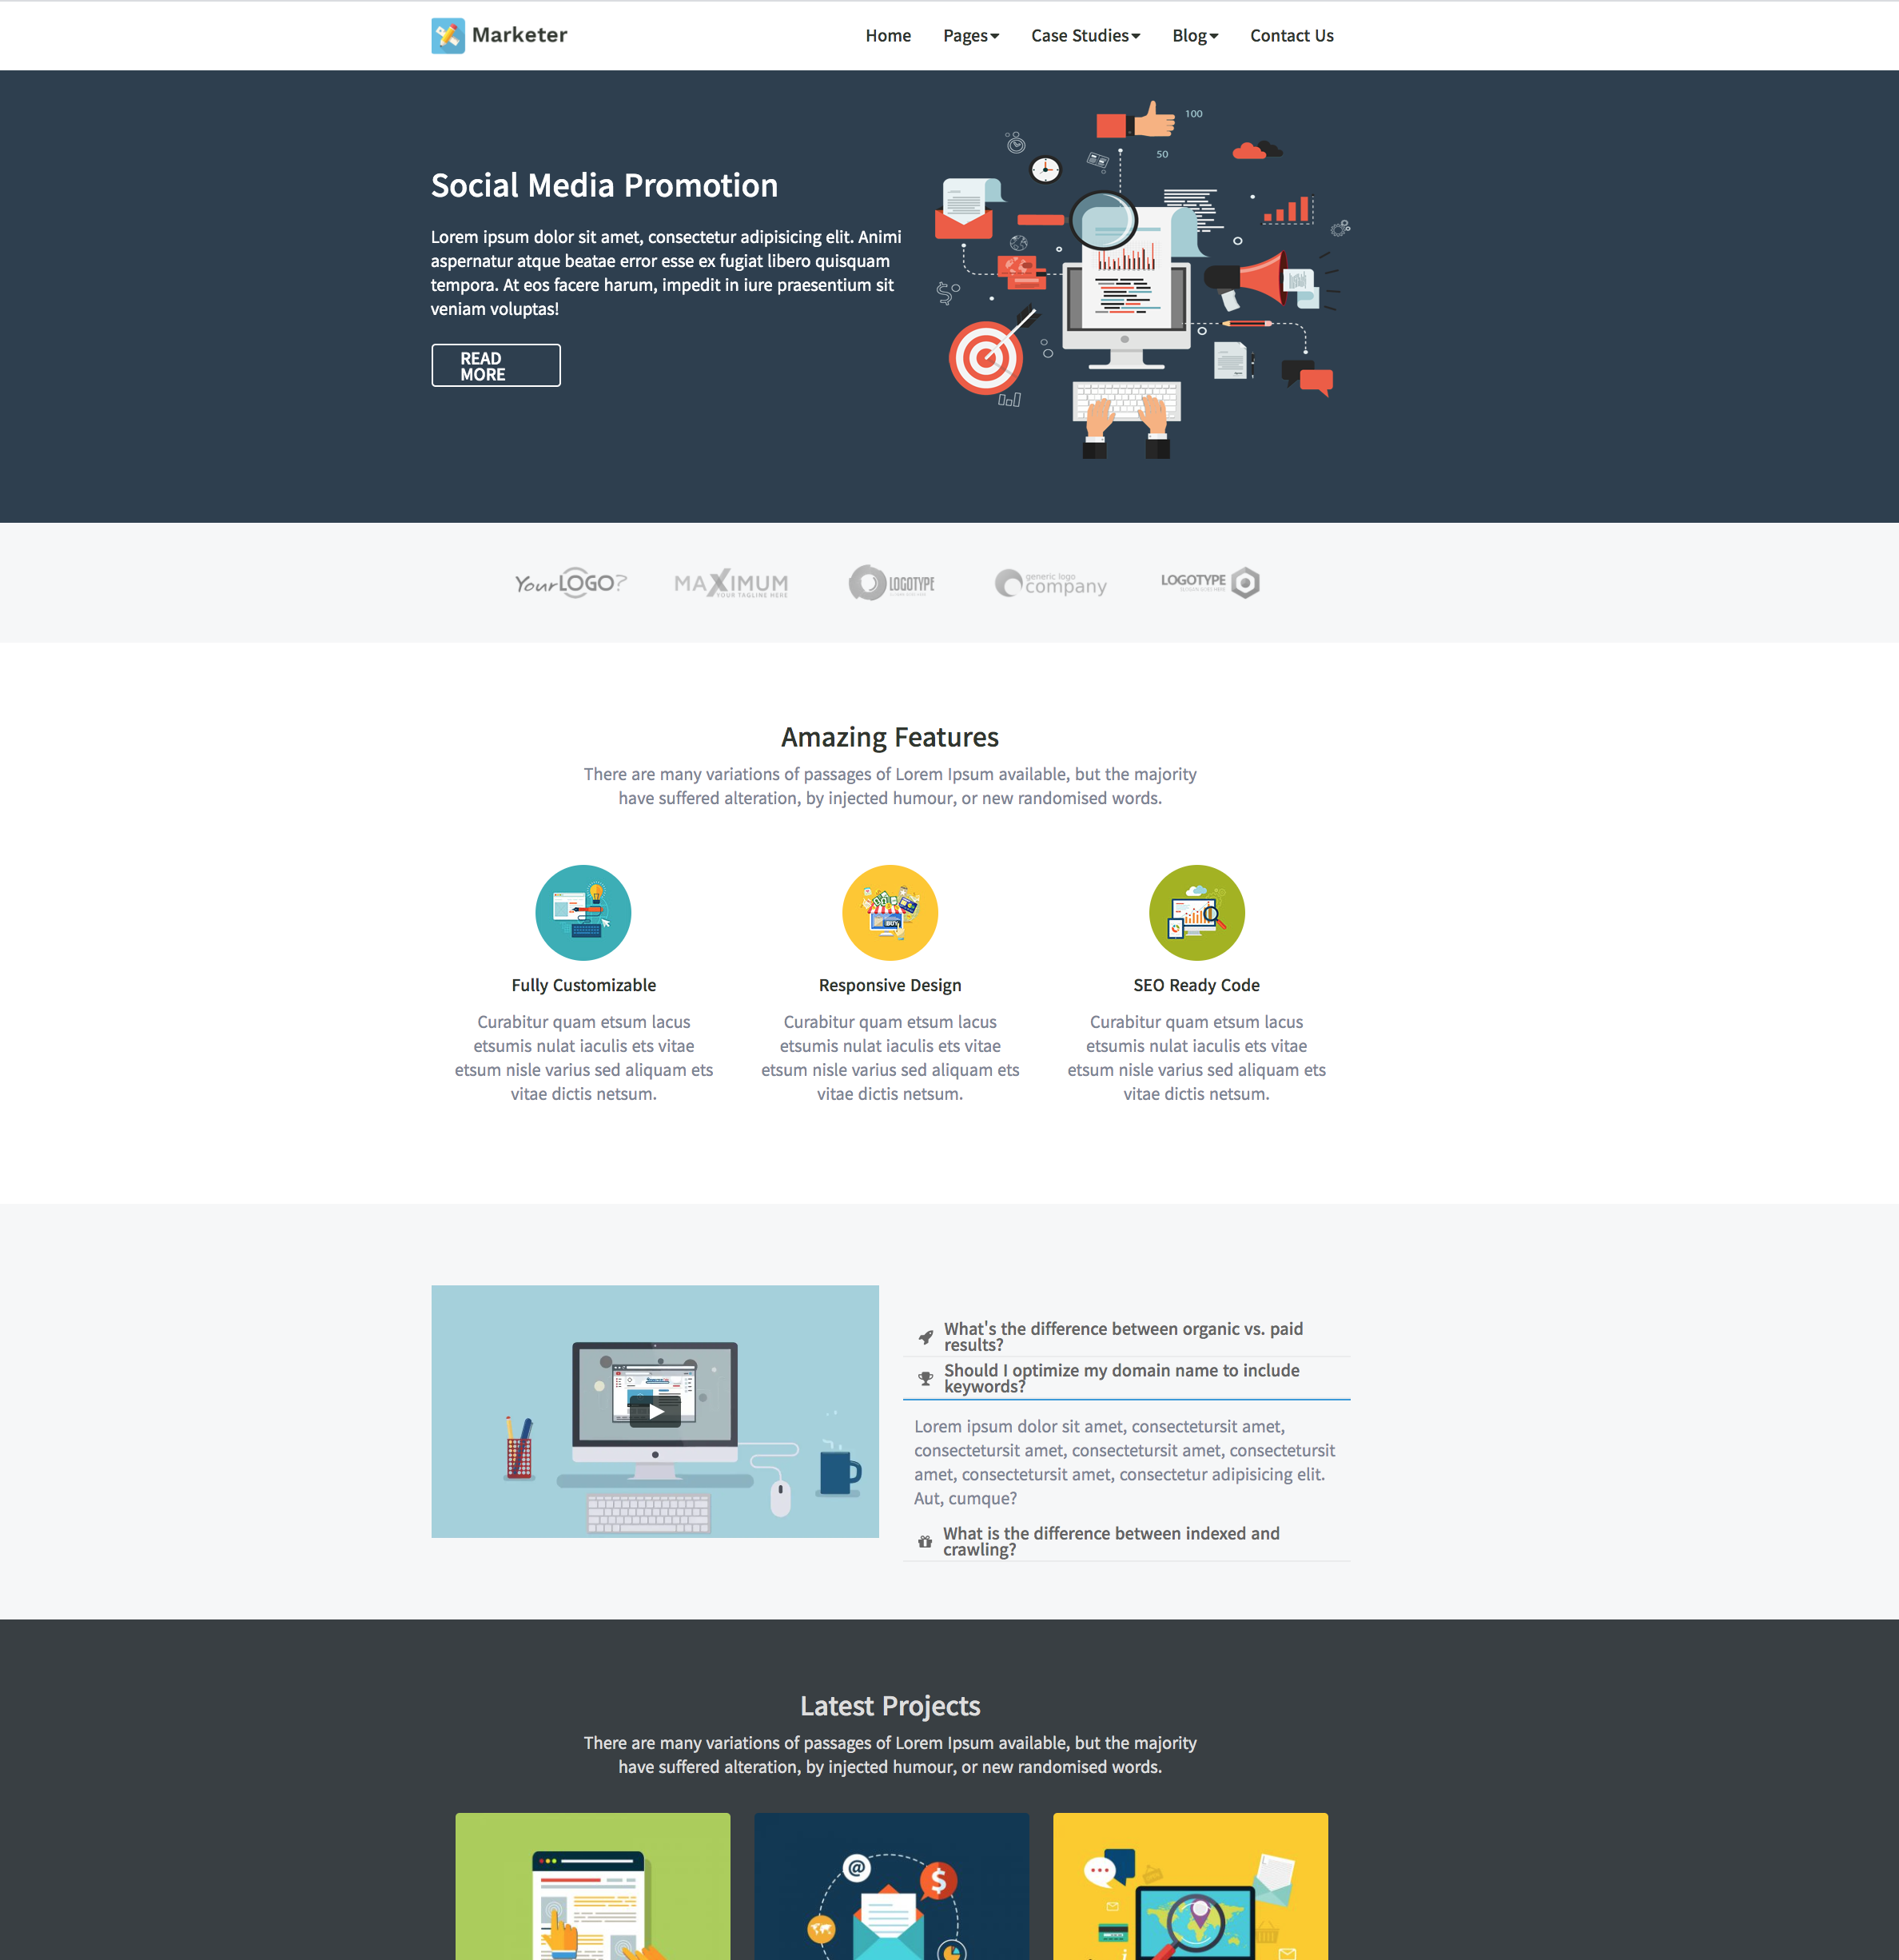 Marketer
Home Pages Case Studies Blog Contact Us
100
50
Social Media Promotion
Lorem ipsum dolor sit amet, consectetur adipisicing elit. Animi
aspernatur atque beatae error esse ex fugiat libero quisquam
tempora. At eos facere harum, impedit in iure praesentium sit
veniam voluptas!
READ
MORE
YourLOGO?
MAXIMUM
YOUR TAGLINE HERE
LOGOTYPE
generic logo
company
LOGOTYPE
Amazing Features
There are many variations of passages of Lorem Ipsum available, but the majority
have suffered alteration, by injected humour, or new randomised words.
BUY
Fully Customizable
Curabitur quam etsum lacus
etsumis nulat iaculis ets vitae
etsum nisle varius sed aliquam ets
vitae dictis netsum.
Responsive Design
Curabitur quam etsum lacus
etsumis nulat iaculis ets vitae
etsum nisle varius sed aliquam ets
vitae dictis netsum.
SEO Ready Code
Curabitur quam etsum lacus
etsumis nulat iaculis ets vitae
etsum nisle varius sed aliquam ets
vitae dictis netsum.
What's the difference between organic vs. paid
results?
Should I optimize my domain name to include
keywords?
Lorem ipsum dolor sit amet, consectetursit amet,
consectetursit amet, consectetursit amet, consectetursit
amet, consectetursit amet, consectetur adipisicing elit.
Aut, cumque?
What is the difference between indexed and
crawling?
Latest Projects
There are many variations of passages of Lorem Ipsum available, but the majority
have suffered alteration, by injected humour, or new randomised words.
@
$